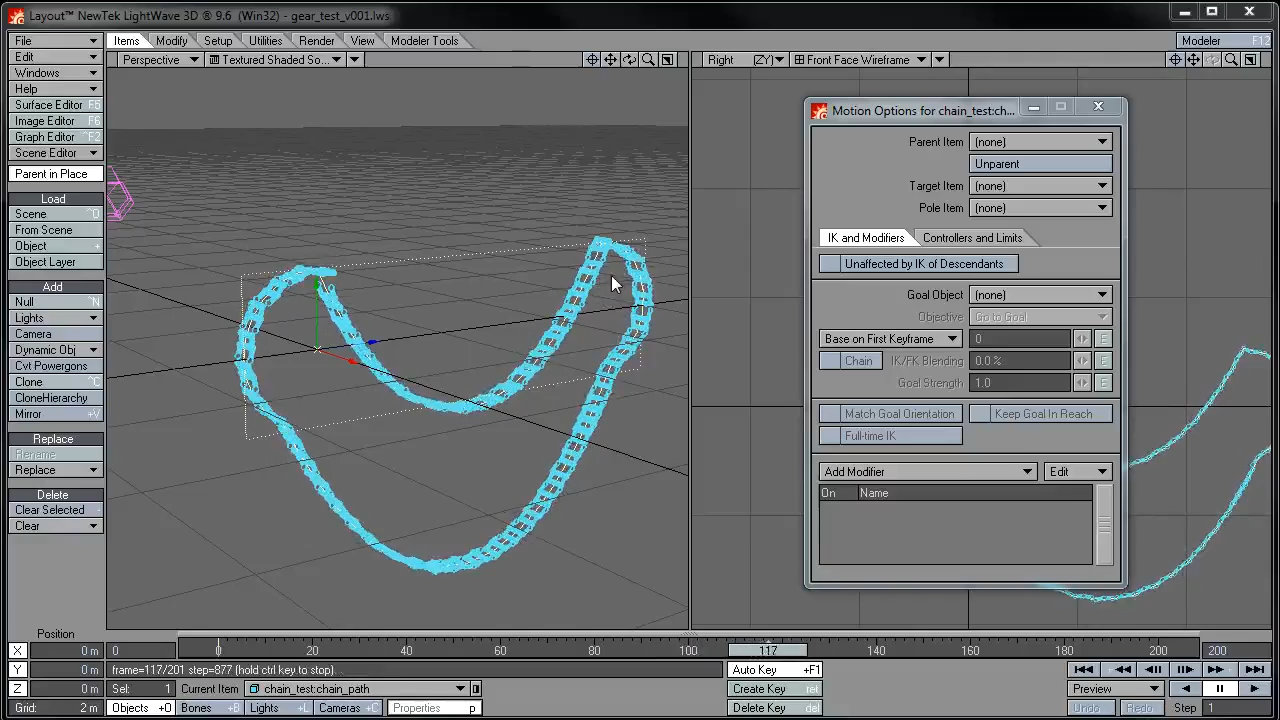 Layout™ NewTek LightWave 3D ® 9.6 (Win32) - gear_test_v001.lws
File
Items Modify Setup Utilities Render View Modeler Tools
Modeler F12
Edit
Perspective Textured Shaded So...
Right (ZY) Front Face Wireframe
Windows
Help
Surface Editor F5
Image Editor F6
Graph Editor ^F2
Scene Editor
Parent in Place
Load
Scene ^O
From Scene
Object +
Object Layer
Add
Null ^N
Lights
Camera
Dynamic Obj
Cvt Powergons
Clone ^C
CloneHierarchy
Mirror +V
Replace
Rename
Replace
Delete
Clear Selected -
Clear
Motion Options for chain_test:ch...
Parent Item (none)
Unparent
Target Item (none)
Pole Item (none)
IK and Modifiers Controllers and Limits
Unaffected by IK of Descendants
Goal Object (none)
Objective Go to Goal
Base on First Keyframe 0 E
Chain IK/FK Blending 0.0 % E
Goal Strength 1.0 E
Match Goal Orientation Keep Goal In Reach
Full-time IK
Add Modifier Edit
On Name
Position
X 0 m 0 0 20 40 60 80 100 117 140 160 180 200 200
Y 0 m frame=117/201 step=877 (hold ctrl key to stop). Auto Key +F1
Z 0 m Sel: 1 Current Item chain_test:chain_path Create Key ret Preview
Grid: 2 m Objects +O Bones +B Lights +L Cameras +C Properties p Delete Key del Undo Redo Step 1